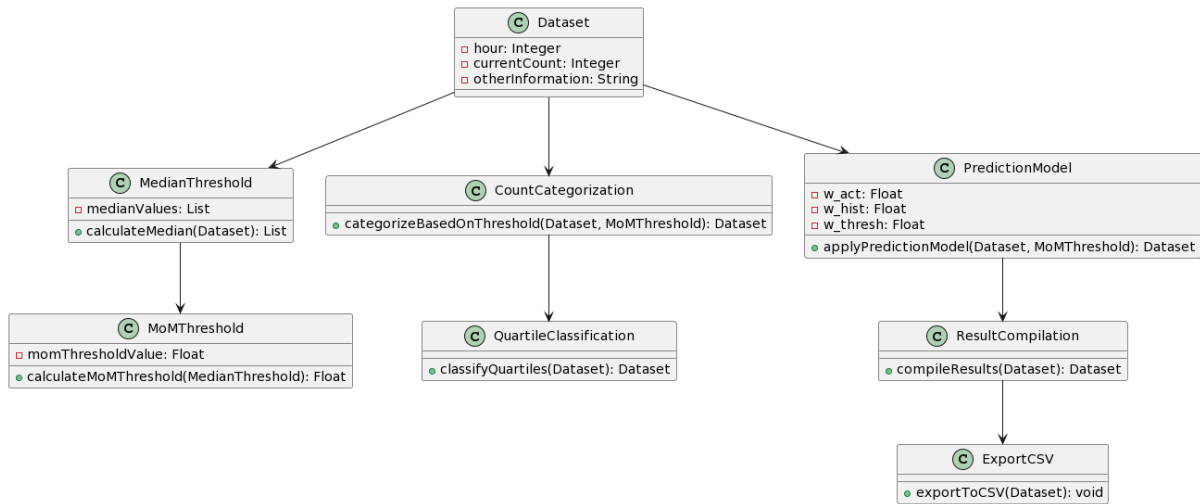 C Dataset
hour: Integer
currentCount: Integer
otherInformation: String
C MedianThreshold
medianValues: List
calculateMedian(Dataset): List
C CountCategorization
categorizeBasedOnThreshold(Dataset, MoMThreshold): Dataset
C PredictionModel
w_act: Float
w_hist: Float
w_thresh: Float
applyPredictionModel(Dataset, MoMThreshold): Dataset
C MoMThreshold
momThresholdValue: Float
calculateMoMThreshold(MedianThreshold): Float
C QuartileClassification
classifyQuartiles(Dataset): Dataset
C ResultCompilation
compileResults(Dataset): Dataset
C ExportCSV
exportToCSV(Dataset): void